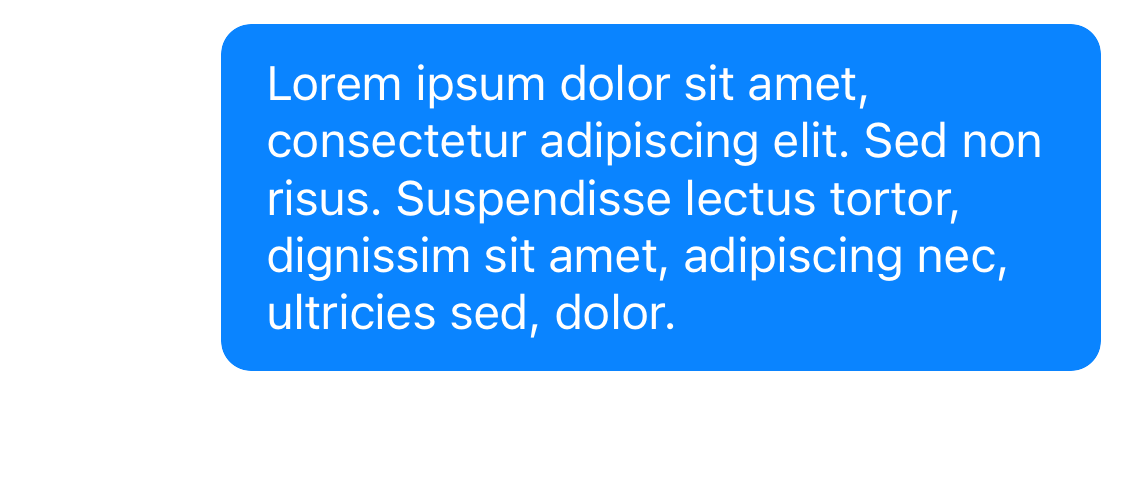 Lorem ipsum dolor sit amet,
consectetur adipiscing elit. Sed non
risus. Suspendisse lectus tortor,
dignissim sit amet, adipiscing nec,
ultricies sed, dolor.